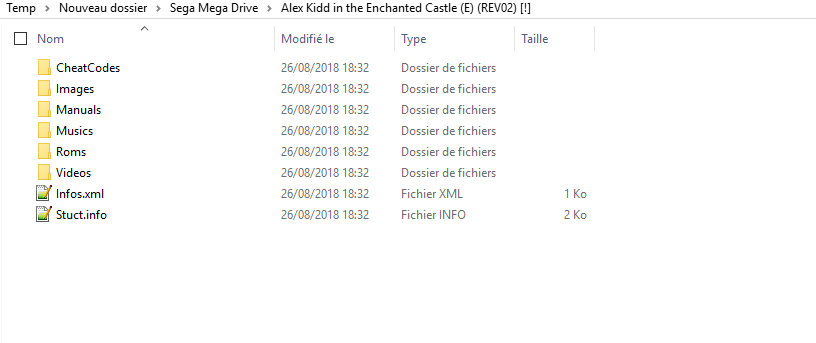 Temp > Nouveau dossier > Sega Mega Drive > Alex Kidd in the Enchanted Castle (E) (REV02) [!]
Nom Modifié le Type Taille
CheatCodes 26/08/2018 18:32 Dossier de fichiers
Images 26/08/2018 18:32 Dossier de fichiers
Manuals 26/08/2018 18:32 Dossier de fichiers
Musics 26/08/2018 18:32 Dossier de fichiers
Roms 26/08/2018 18:32 Dossier de fichiers
Videos 26/08/2018 18:32 Dossier de fichiers
Infos.xml 26/08/2018 18:32 Fichier XML 1 Ko
Stuct.info 26/08/2018 18:32 Fichier INFO 2 Ko